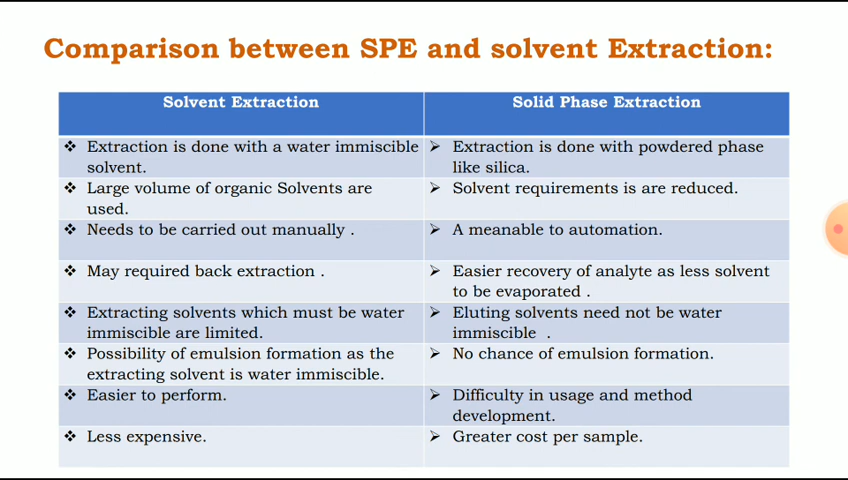 Comparison between SPE and solvent Extraction:
Solvent Extraction
Solid Phase Extraction
❖ Extraction is done with a water immiscible
solvent.
➢ Extraction is done with powdered phase
like silica.
❖ Large volume of organic Solvents are
used.
➢ Solvent requirements is are reduced.
❖ Needs to be carried out manually .
➢ A meanable to automation.
❖ May required back extraction .
➢ Easier recovery of analyte as less solvent
to be evaporated .
❖ Extracting solvents which must be water
immiscible are limited.
➢ Eluting solvents need not be water
immiscible .
❖ Possibility of emulsion formation as the
extracting solvent is water immiscible.
➢ No chance of emulsion formation.
❖ Easier to perform.
➢ Difficulty in usage and method
development.
❖ Less expensive.
➢ Greater cost per sample.